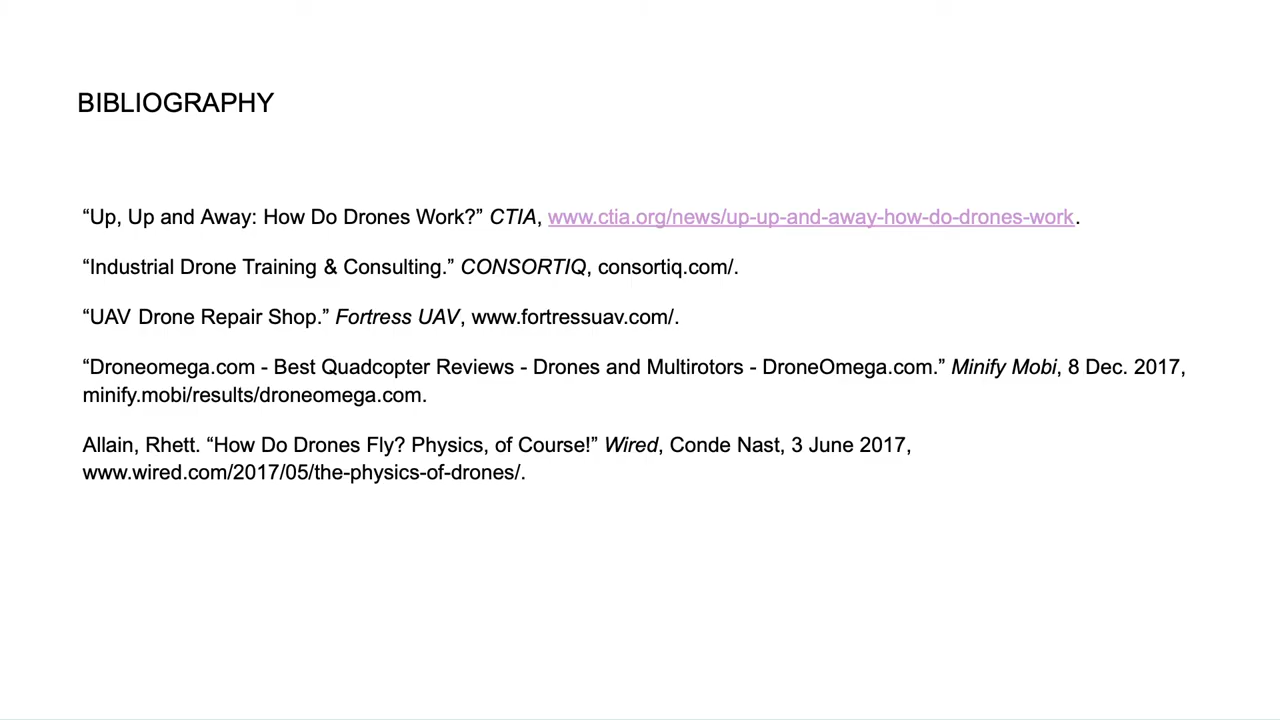 BIBLIOGRAPHY
“Up, Up and Away: How Do Drones Work?” CTIA, www.ctia.org/news/up-up-and-away-how-do-drones-work.
“Industrial Drone Training & Consulting.” CONSORTIQ, consortiq.com/.
“UAV Drone Repair Shop.” Fortress UAV, www.fortressuav.com/.
“Droneomega.com - Best Quadcopter Reviews - Drones and Multirotors - DroneOmega.com.” Minify Mobi, 8 Dec. 2017,
minify.mobi/results/droneomega.com.
Allain, Rhett. “How Do Drones Fly? Physics, of Course!” Wired, Conde Nast, 3 June 2017,
www.wired.com/2017/05/the-physics-of-drones/.